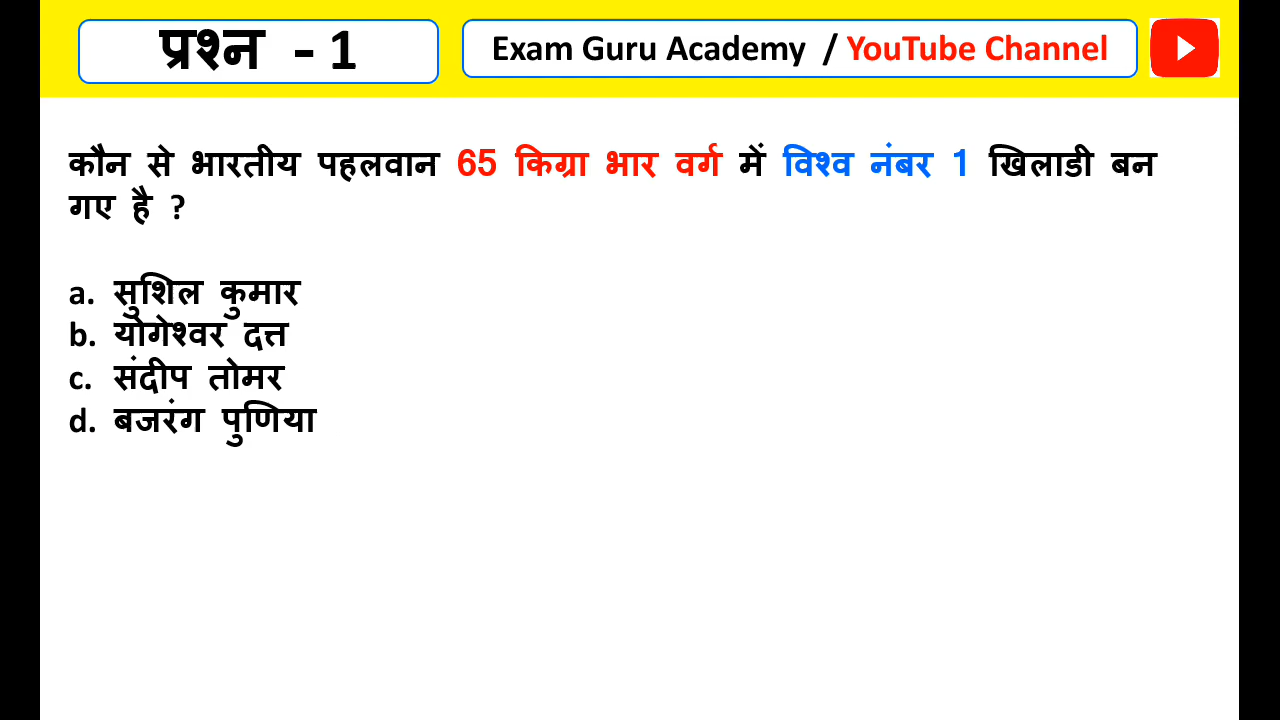 प्रश्न - 1
Exam Guru Academy / YouTube Channel
कौन से भारतीय पहलवान 65 किग्रा भार वर्ग में विश्व नंबर 1 खिलाडी बन
गए है ?
a. सुशिल कुमार
b. योगेश्वर दत्त
c. संदीप तोमर
d. बजरंग पुणिया